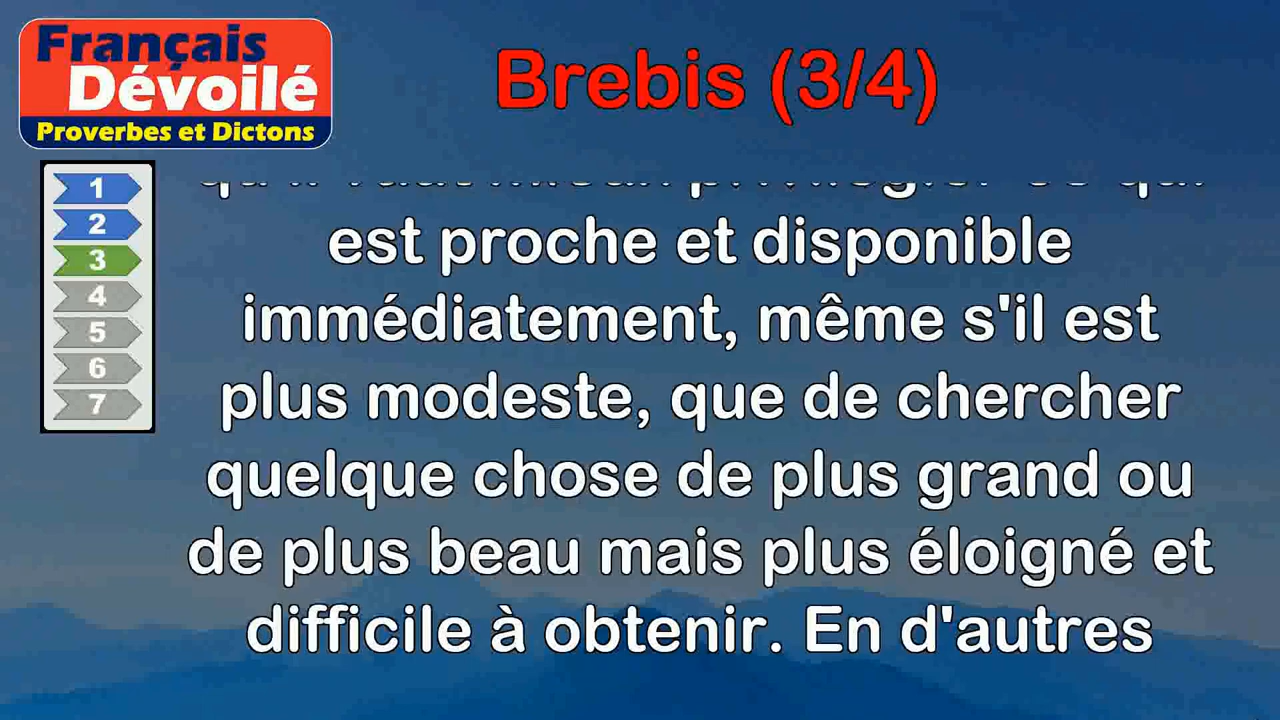 Français
Dévoilé
Proverbes et Dictons
Brebis (3/4)
1
2
3
4
5
6
7
est proche et disponible
immédiatement, même s'il est
plus modeste, que de chercher
quelque chose de plus grand ou
de plus beau mais plus éloigné et
difficile à obtenir. En d'autres